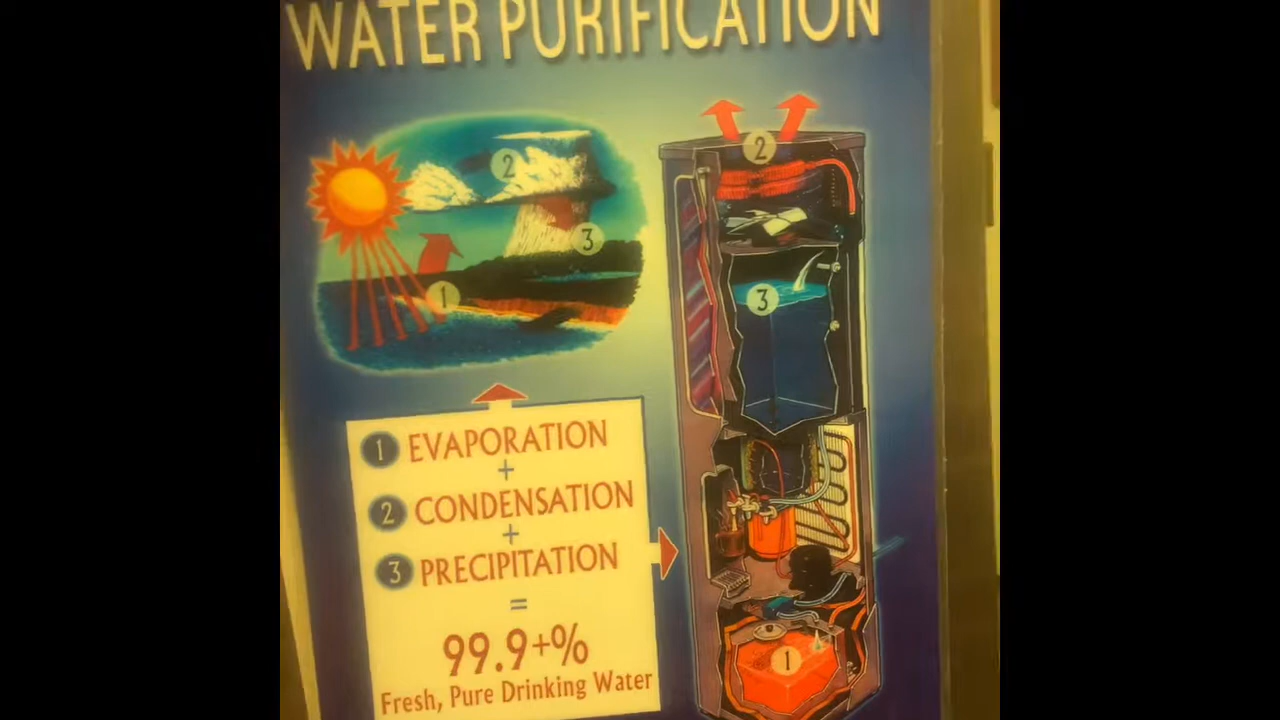 WATER PURIFICATION
2
3
1
2
3
1
1 EVAPORATION
+
2 CONDENSATION
+
3 PRECIPITATION
=
99.9+%
Fresh, Pure Drinking Water